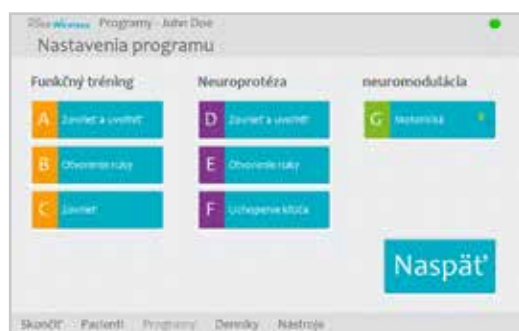 Wireless Programy John Doe
Nastavenia programu
Funkčný tréning
Neuroprotéza
neuromodulácia
A Zovrieť a uvoľniť
D Zovrieť a uvoľniť
G Motorická
B Otvorenie ruky
E Otvorenie ruky
C Zovrieť
F Uchopenie kľúča
Naspäť
Skončiť Pacienti Programy Denníky Nástroje